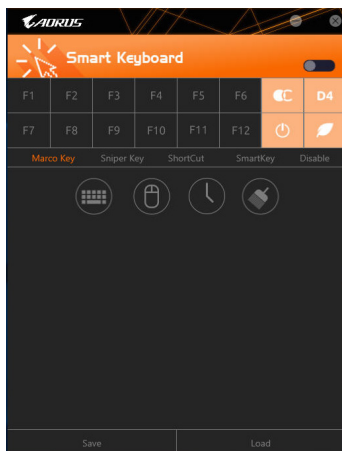 AORUS
Smart Keyboard
F1 F2 F3 F4 F5 F6 D4
F7 F8 F9 F10 F11 F12
Marco Key Sniper Key ShortCut SmartKey Disable
Save Load